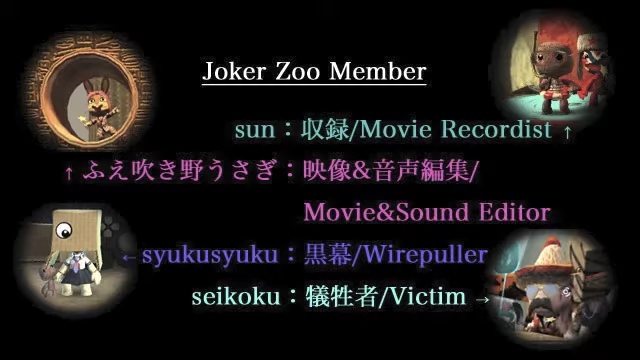 Joker Zoo Member
sun：収録/Movie Recordist ↑
↑ ふえ吹き野うさぎ：映像&音声編集/
Movie&Sound Editor
←syukusyuku：黒幕/Wirepuller
seikoku：犠牲者/Victim →